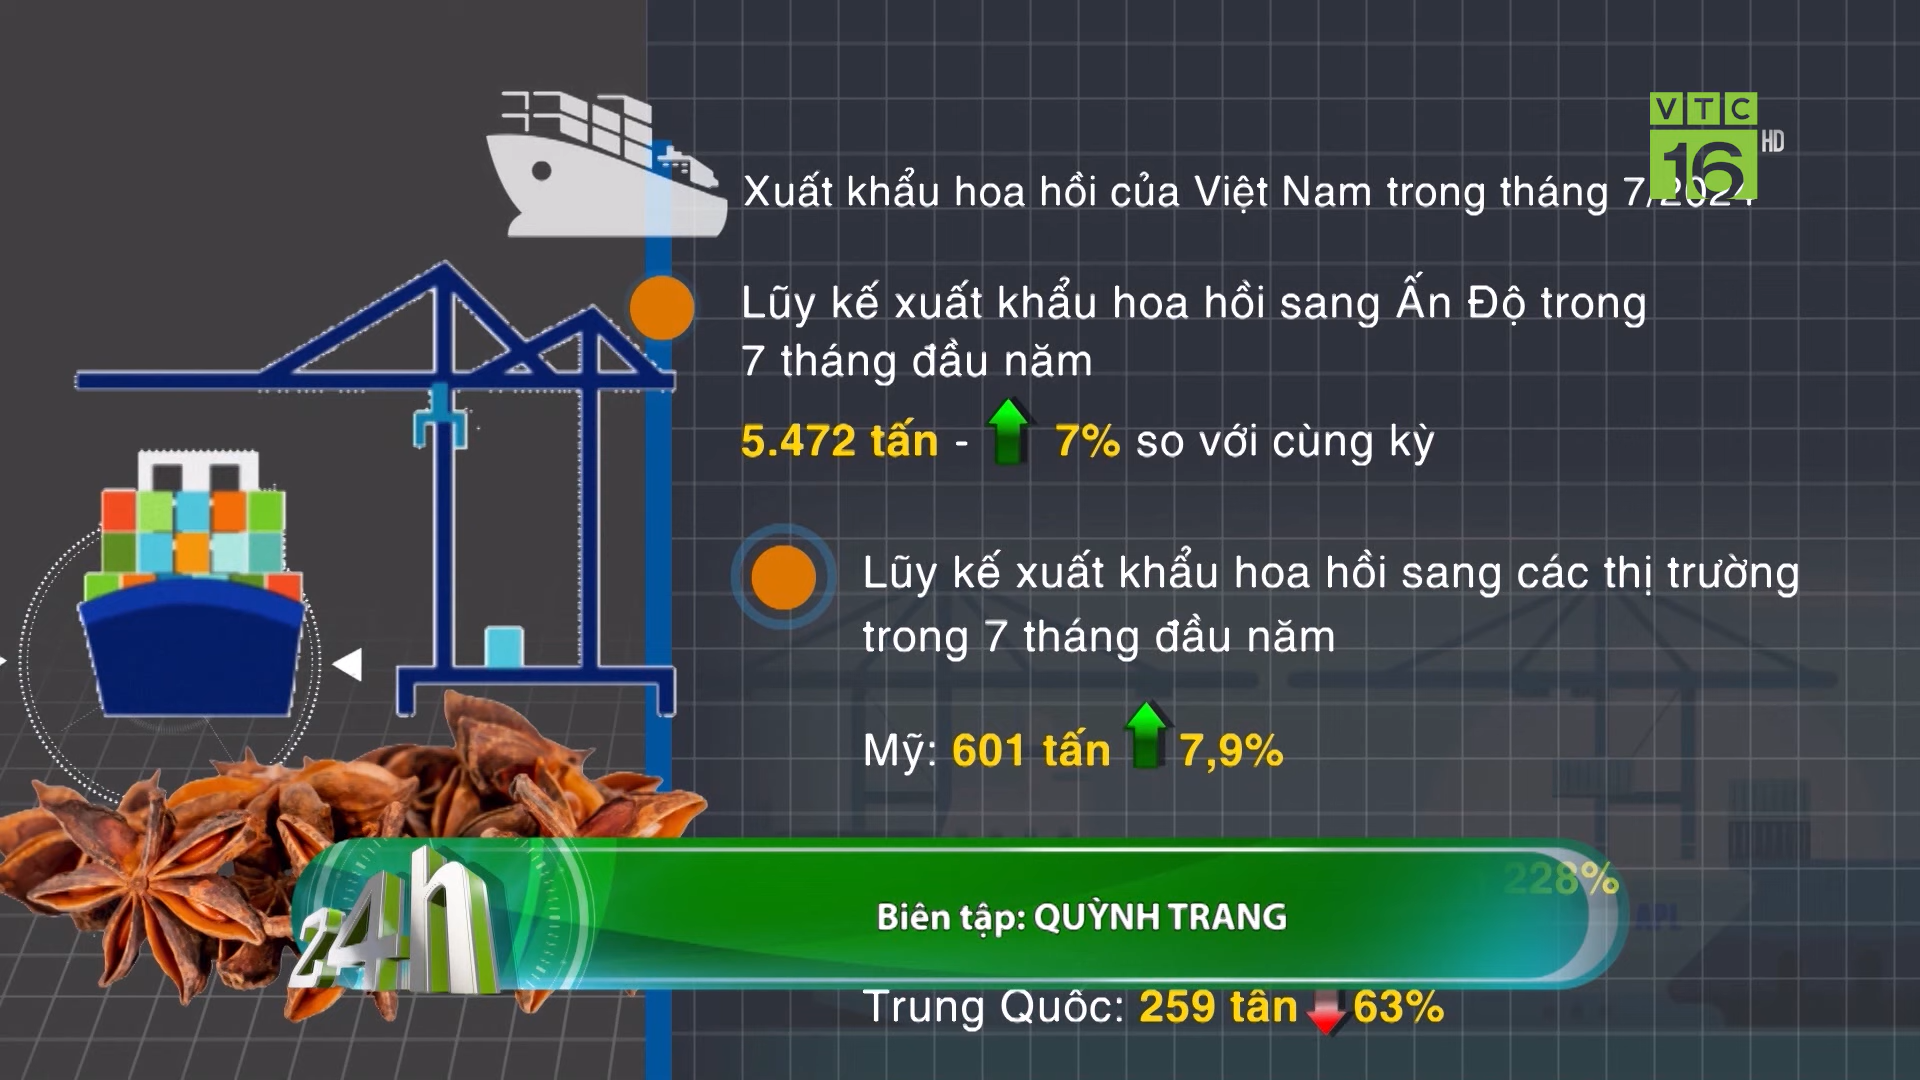 VTC
16 HD
Xuất khẩu hoa hồi của Việt Nam trong tháng 7/2024
Lũy kế xuất khẩu hoa hồi sang Ấn Độ trong
7 tháng đầu năm
5.472 tấn - 7% so với cùng kỳ
Lũy kế xuất khẩu hoa hồi sang các thị trường
trong 7 tháng đầu năm
Mỹ: 601 tấn 7,9%
228%
24h
Biên tập: QUỲNH TRANG
APL
Trung Quốc: 259 tấn 63%